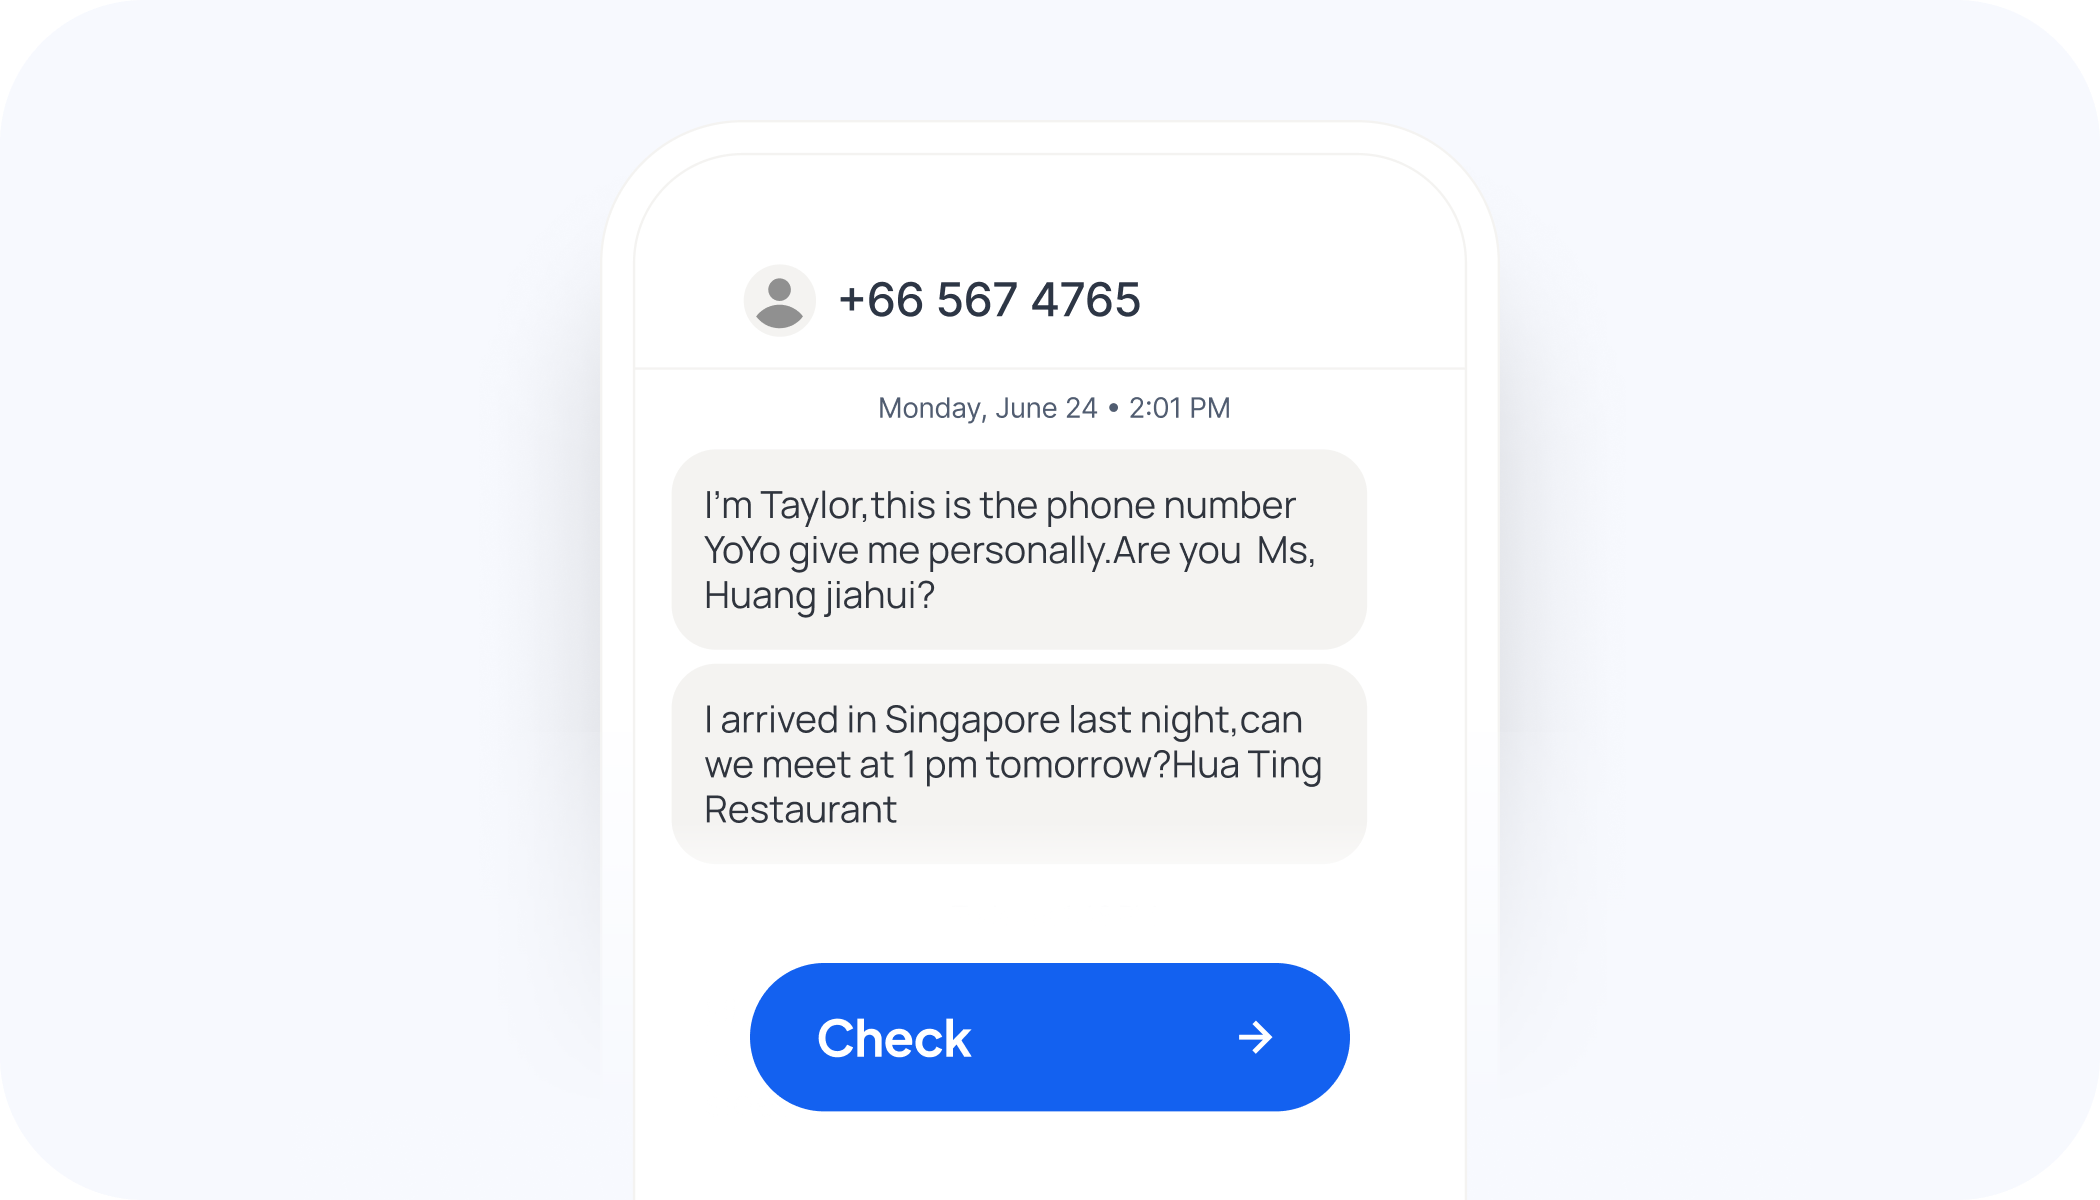 +66 567 4765
Monday, June 24 • 2:01 PM
I’m Taylor,this is the phone number
YoYo give me personally.Are you  Ms,
Huang jiahui?
I arrived in Singapore last night,can
we meet at 1 pm tomorrow?Hua Ting
Restaurant
Check